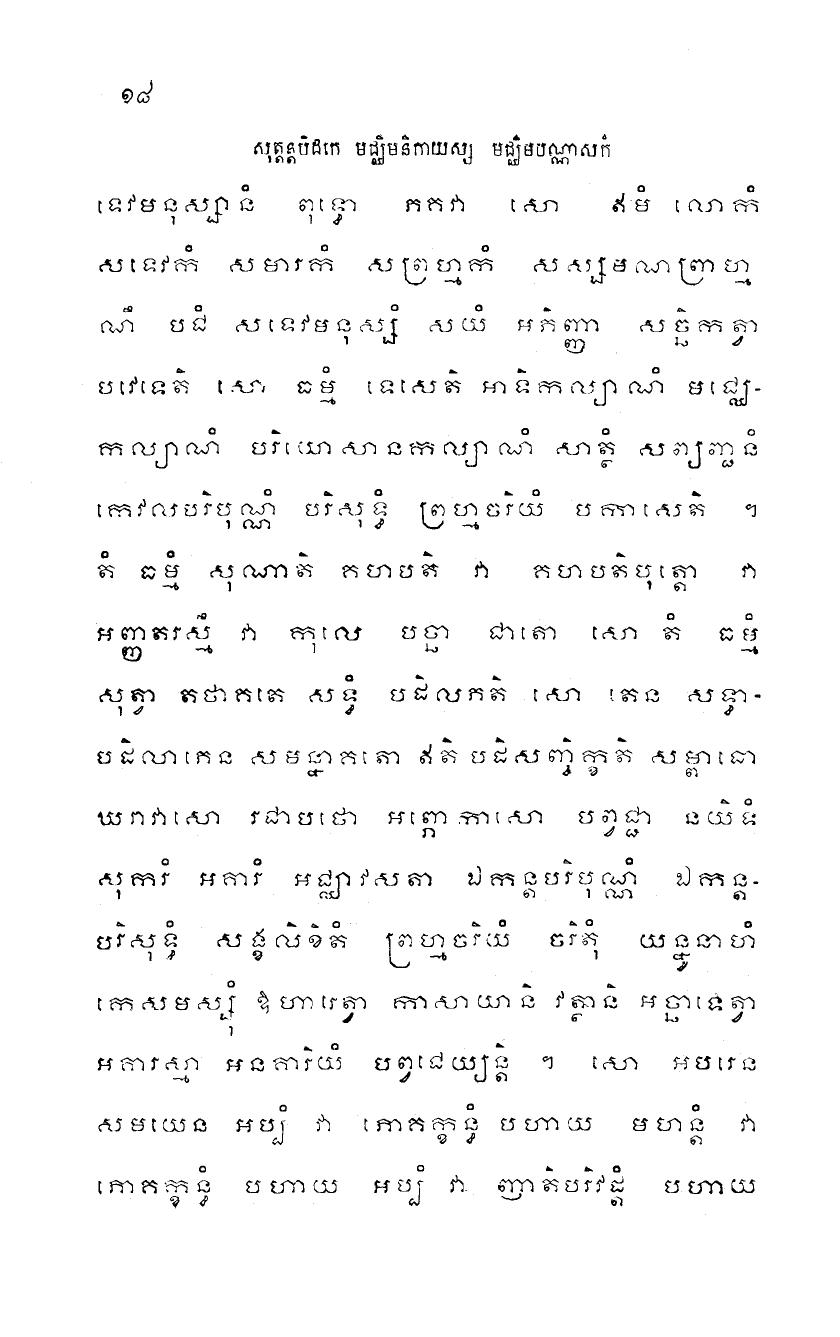 ១៨
សុត្តន្តបិដកេ មជ្ឈិមនិកាយស្ស មជ្ឈិមបណ្ណាសកំ
ទេវមនុស្សានំ ពុទ្ធោ ភគវា សោ ឥមំ លោកំ
សទេវកំ សមារកំ សព្រហ្មកំ សស្សមណព្រាហ្ម
ណឹ បជំ សទេវមនុស្សំ សយំ អភិញ្ញា សច្ឆិកត្វា
បវេទេតិ សោ ធម្មំ ទេសេតិ អាទិកល្យាណំ មជ្ឈេ-
កល្យាណំ បរិយោសានកល្យាណំ សាត្ថំ សព្យញ្ជនំ
កេវលបរិបុណ្ណំ បរិសុទ្ធំ ព្រហ្មចរិយំ បកាសេតិ ។
តំ ធម្មំ សុណាតិ គហបតិ វា គហបតិបុត្តោ វា
អញ្ញតរស្មឹ វា កុលេ បច្ឆា ជាតោ សោ តំ ធម្មំ
សុត្វា តថាគតេ សទ្ធំ បដិលភតិ សោ តេន សទ្ធា-
បដិលាភេន សមន្នាគតោ ឥតិ បដិសញ្ចិក្ខតិ សម្ពាធោ
ឃរាវាសោ រជាបថោ អព្ភោកាសោ បព្វជ្ជា នយិទំ
សុករំ អគារំ អជ្ឈាវសតា ឯកន្តបរិបុណ្ណំ ឯកន្ត-
បរិសុទ្ធំ សង្ខលិខិតំ ព្រហ្មចរិយំ ចរិតុំ យន្នូនាហំ
កេសមស្សុំ ឱហារេត្វា កាសាយានិ វត្ថានិ អច្ឆាទេត្វា
អគារស្មា អនគារិយំ បព្វជេយ្យន្តិ ។ សោ អបរេន
សមយេន អប្បំ វា ភោគក្ខន្ធំ បហាយ មហន្តំ វា
ភោគក្ខន្ធំ បហាយ អប្បំ វា ញាតិបរិវដ្តំ បហាយ